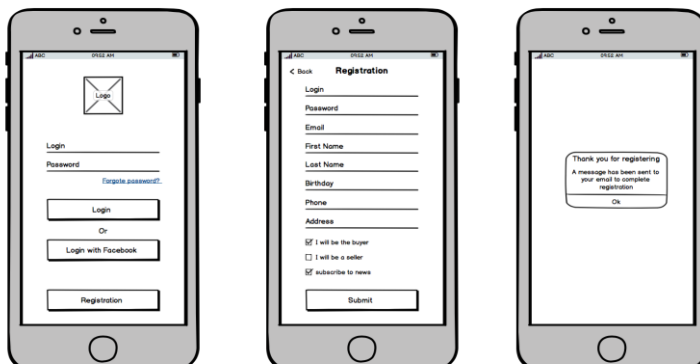 ABC 09:52 AM
Logo
Login
Password
Forgote password?
Login
Or
Login with Facebook
Registration
ABC 09:52 AM
< Back Registration
Login
Password
Email
First Name
Last Name
Birthday
Phone
Address
I will be the buyer
I will be a seller
subscribe to news
Submit
ABC 09:52 AM
Thank you for registering
A message has been sent to
your email to complete
registration
Ok